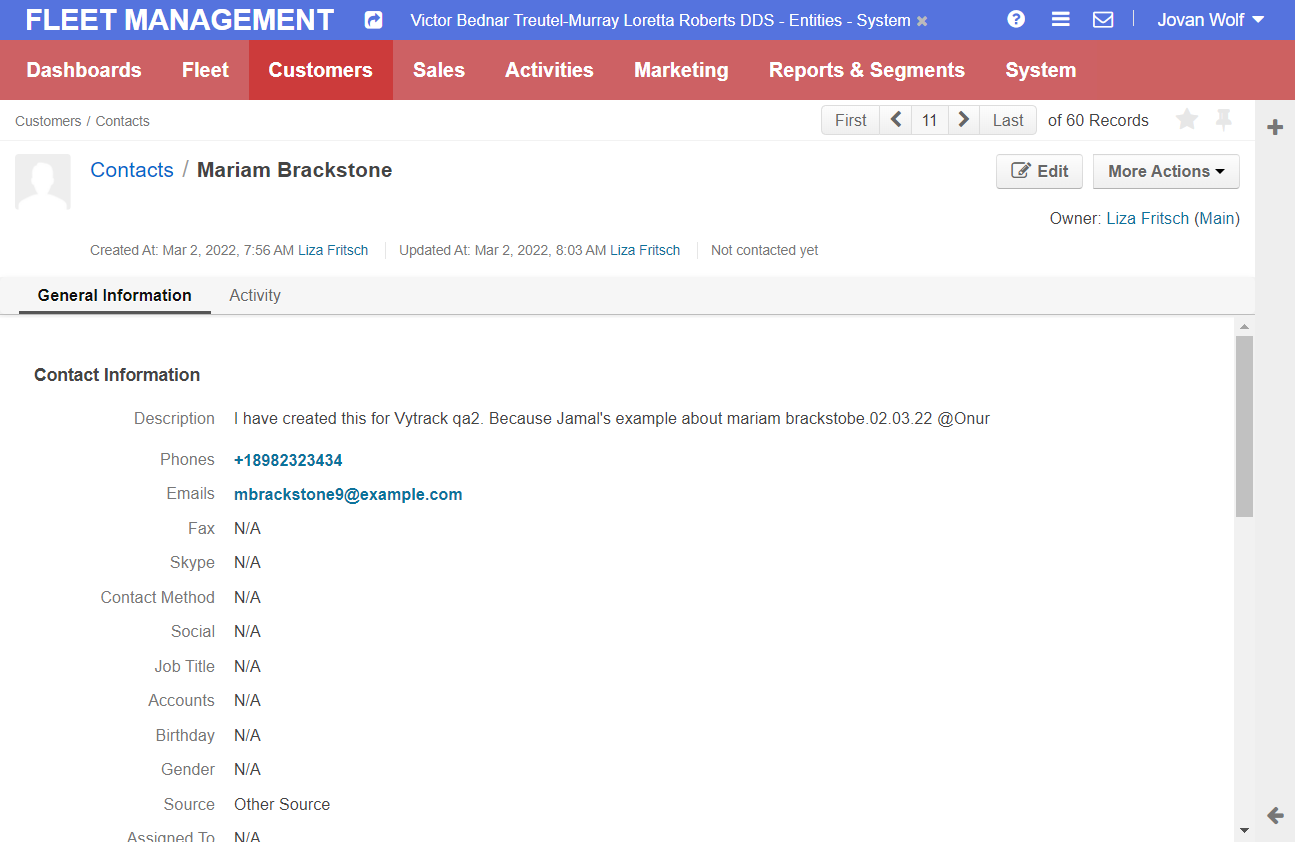 FLEET MANAGEMENT Victor Bednar Treutel-Murray Loretta Roberts DDS - Entities - System Jovan Wolf
Dashboards Fleet Customers Sales Activities Marketing Reports & Segments System
Customers / Contacts First 11 Last of 60 Records
Contacts / Mariam Brackstone Edit More Actions
Owner: Liza Fritsch (Main)
Created At: Mar 2, 2022, 7:56 AM Liza Fritsch Updated At: Mar 2, 2022, 8:03 AM Liza Fritsch Not contacted yet
General Information Activity
Contact Information
Description I have created this for Vytrack qa2. Because Jamal's example about mariam brackstobe.02.03.22 @Onur
Phones +18982323434
Emails mbrackstone9@example.com
Fax N/A
Skype N/A
Contact Method N/A
Social N/A
Job Title N/A
Accounts N/A
Birthday N/A
Gender N/A
Source Other Source
Assigned To N/A